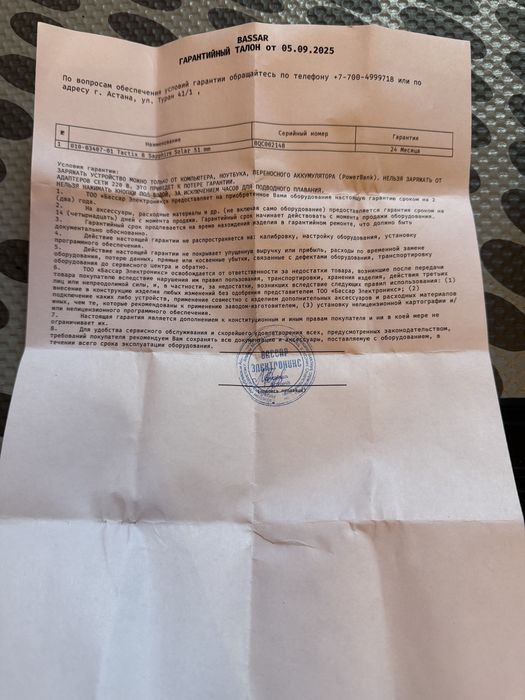 BASSAR
ГАРАНТИЙНЫЙ ТАЛОН от 05.09.2025
По вопросам обеспечения условий гарантии обращайтесь по телефону +7-700-4999718 или по
адресу г. Астана, ул. Туран 41/1 ,
№ Наименование Серийный номер Гарантия
1 010-03407-01 Tactix 8 Sapphire Solar 51 mm 8QC002148 24 Месяца
Условия гарантии:
ЗАРЯЖАТЬ УСТРОЙСТВО МОЖНО ТОЛЬКО ОТ КОМПЬЮТЕРА, НОУТБУКА, ПЕРЕНОСНОГО АККУМУЛЯТОРА (PowerBank). НЕЛЬЗЯ ЗАРЯЖАТЬ ОТ
АДАПТЕРОВ СЕТИ 220 В, ЭТО ПРИВЕДЕТ К ПОТЕРЕ ГАРАНТИИ.
НЕЛЬЗЯ НАЖИМАТЬ КНОПКИ ПОД ВОДОЙ, ЗА ИСКЛЮЧЕНИЕМ ЧАСОВ ДЛЯ ПОДВОДНОГО ПЛАВАНИЯ.
1. ТОО «Бассар Электроникс» предоставляет на приобретенное Вами оборудование настоящую гарантию сроком на 2
(два) года.
2. На аксессуары, расходные материалы и др. (не включая само оборудование) предоставляется гарантия сроком на
14 (четырнадцать) дней с момента продажи. Гарантийный срок начинает действовать с момента продажи оборудования.
3. Гарантийный срок продлевается на время нахождения изделия в гарантийном ремонте, что должно быть
документально обосновано.
4. Действие настоящей гарантии не распространяется на: калибровку, настройку оборудования, установку
программного обеспечения.
5. Действие настоящей гарантии не покрывает упущенную выручку или прибыль, расходы по временной замене
оборудования, потерю данных, прямые или косвенные убытки, связанные с дефектами оборудования, транспортировку
оборудования до сервисного центра и обратно.
6. ТОО «Бассар Электроникс» освобождается от ответственности за недостатки товара, возникшие после передачи
товара покупателю вследствие нарушения им правил пользования, транспортировки, хранения изделия, действия третьих
лиц или непреодолимой силы, и, в частности, за недостатки, возникшие вследствие следующих правил использования: (1)
внесение в конструкцию изделия любых изменений без одобрения представителем ТОО «Бассар Электроникс»; (2)
подключение каких либо устройств, применение совместно с изделием дополнительных аксессуаров и расходных материалов
иных, чем те, которые рекомендованы к применению заводом-изготовителем, (3) установку нелицензионной картографии и/
или нелицензионного программного обеспечения.
7. Настоящая гарантия является дополнением к конституционным и иным правам покупателя и ни в коей мере не
ограничивает их.
8. Для удобства сервисного обслуживания и скорейшего удовлетворения всех, предусмотренных законодательством,
требований покупателя рекомендуем Вам сохранять все документацию и аксессуары, поставляемую с оборудованием, в
течении всего срока эксплуатации оборудования.
БАССАР
ЭЛЕКТРОНИКС